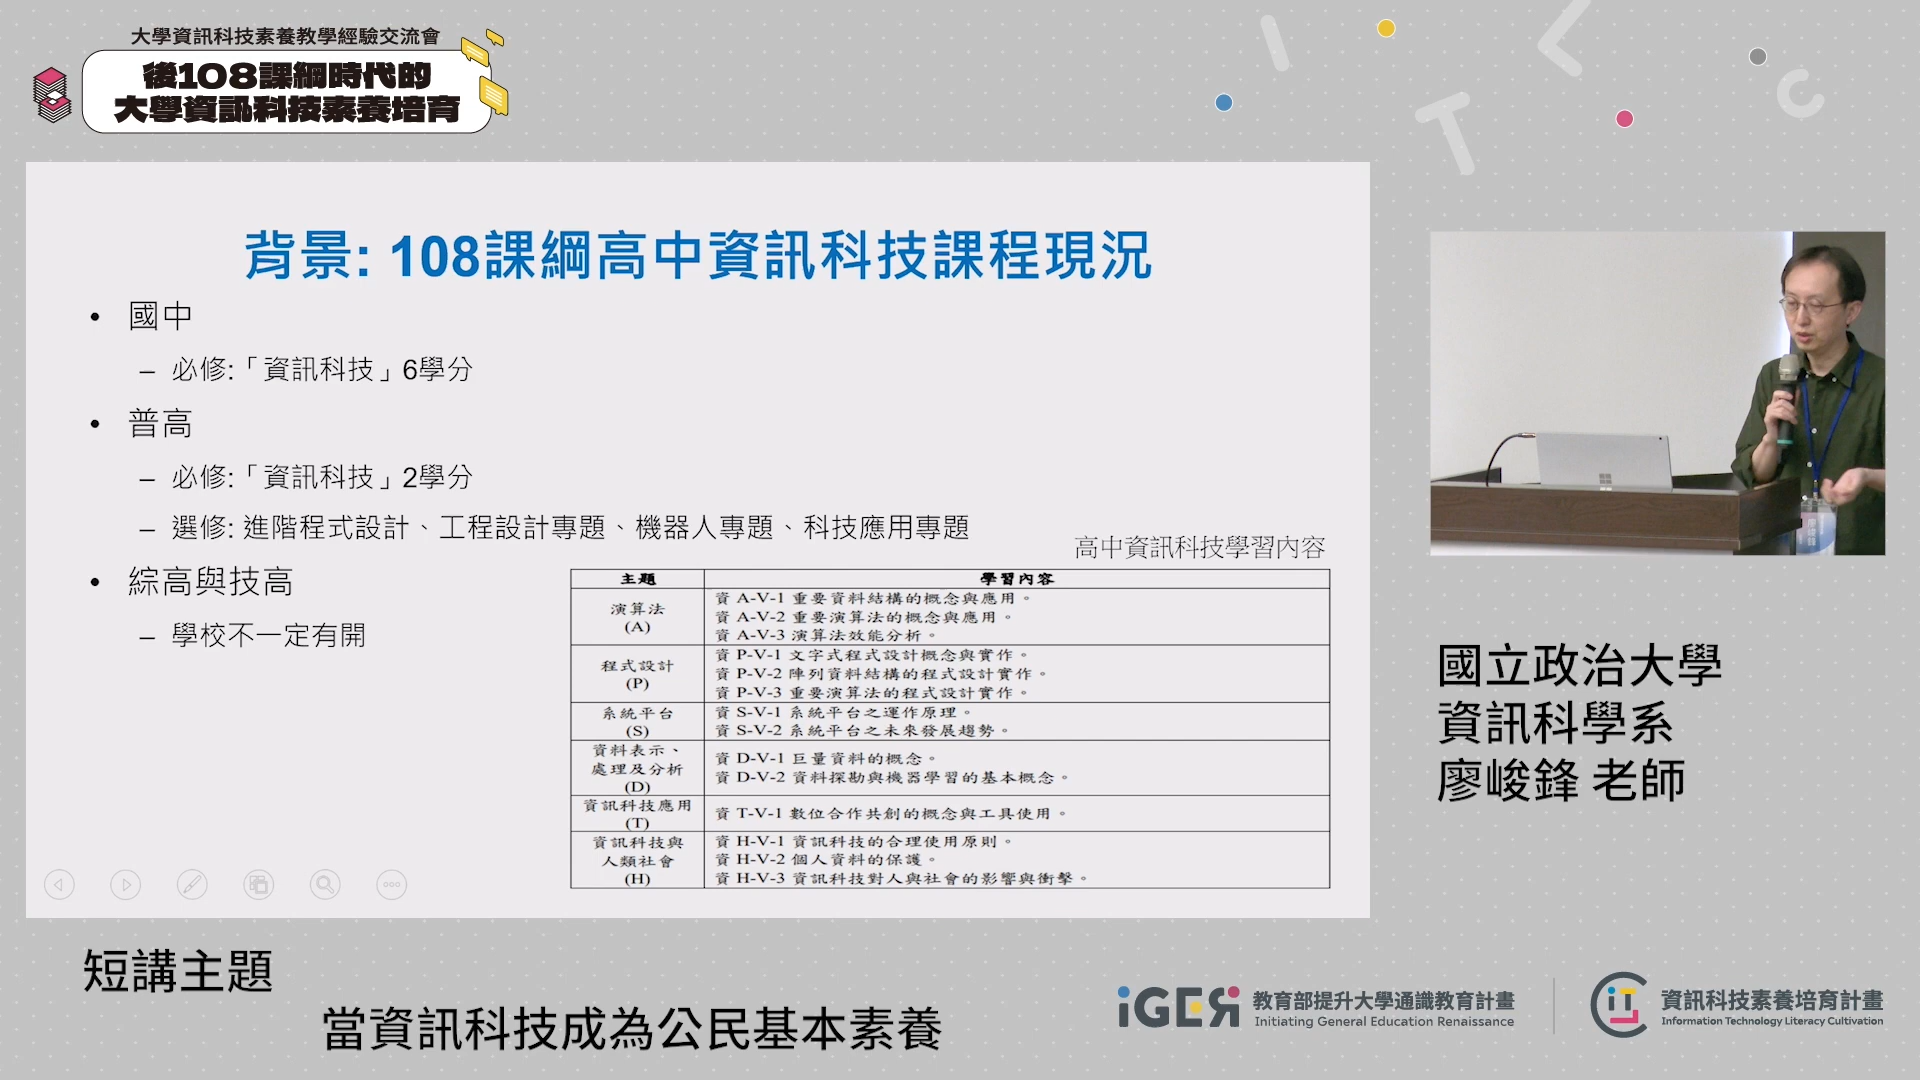 大學資訊科技素養教學經驗交流會
後108課綱時代的
大學資訊科技素養培育
背景: 108課綱高中資訊科技課程現況
• 國中
– 必修:「資訊科技」6學分
• 普高
– 必修:「資訊科技」2學分
– 選修: 進階程式設計、工程設計專題、機器人專題、科技應用專題
• 綜高與技高
– 學校不一定有開
高中資訊科技學習內容
主題 學習內容
演算法
(A)
資 A-V-1 重要資料結構的概念與應用。
資 A-V-2 重要演算法的概念與應用。
資 A-V-3 演算法效能分析。
程式設計
(P)
資 P-V-1 文字式程式設計概念與實作。
資 P-V-2 陣列資料結構的程式設計實作。
資 P-V-3 重要演算法的程式設計實作。
系統平台
(S)
資 S-V-1 系統平台之運作原理。
資 S-V-2 系統平台之未來發展趨勢。
資料表示、
處理及分析
(D)
資 D-V-1 巨量資料的概念。
資 D-V-2 資料探勘與機器學習的基本概念。
資訊科技應用
(T)
資 T-V-1 數位合作共創的概念與工具使用。
資訊科技與
人類社會
(H)
資 H-V-1 資訊科技的合理使用原則。
資 H-V-2 個人資料的保護。
資 H-V-3 資訊科技對人與社會的影響與衝擊。
I T L C
國立政治大學
資訊科學系
廖峻鋒 老師
短講主題
當資訊科技成為公民基本素養
iGER 教育部提升大學通識教育計畫
Initiating General Education Renaissance
資訊科技素養培育計畫
Information Technology Literacy Cultivation